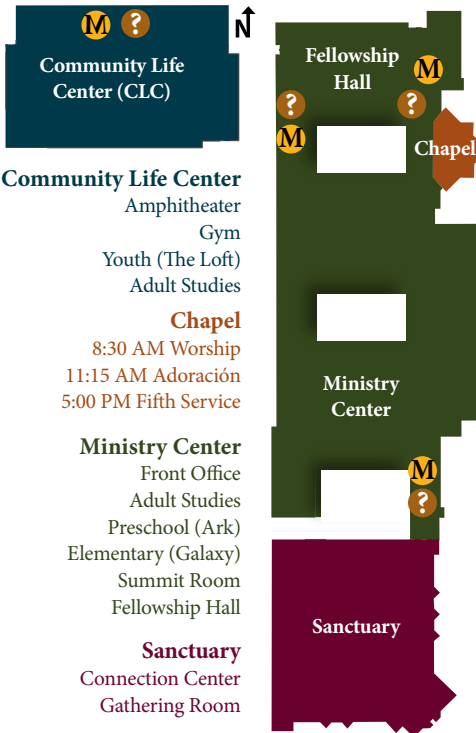 M ?
N
Community Life
Center (CLC)
Fellowship
Hall
M
? ?
M
Chapel
Community Life Center
Amphitheater
Gym
Youth (The Loft)
Adult Studies
Chapel
8:30 AM Worship
11:15 AM Adoración
5:00 PM Fifth Service
Ministry
Center
Ministry Center
Front Office
Adult Studies
Preschool (Ark)
Elementary (Galaxy)
Summit Room
Fellowship Hall
M
?
Sanctuary
Sanctuary
Connection Center
Gathering Room